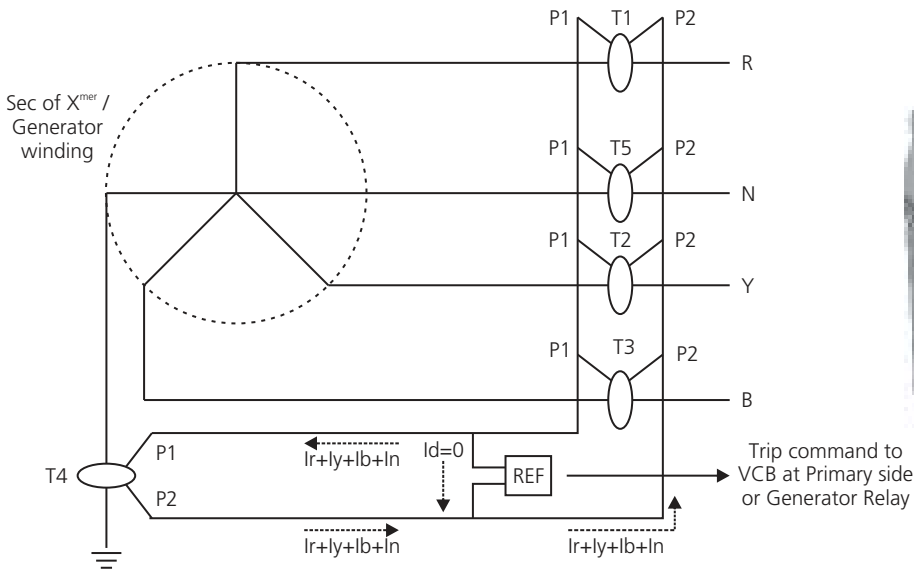 P1 T1 P2
R
Sec of Xmer /
Generator
winding
P1 T5 P2
N
P1 T2 P2
Y
P1 T3 P2
B
P1
Ir+Iy+Ib+In
Id=0
T4
REF
Trip command to
VCB at Primary side
or Generator Relay
P2
Ir+Iy+Ib+In
Ir+Iy+Ib+In